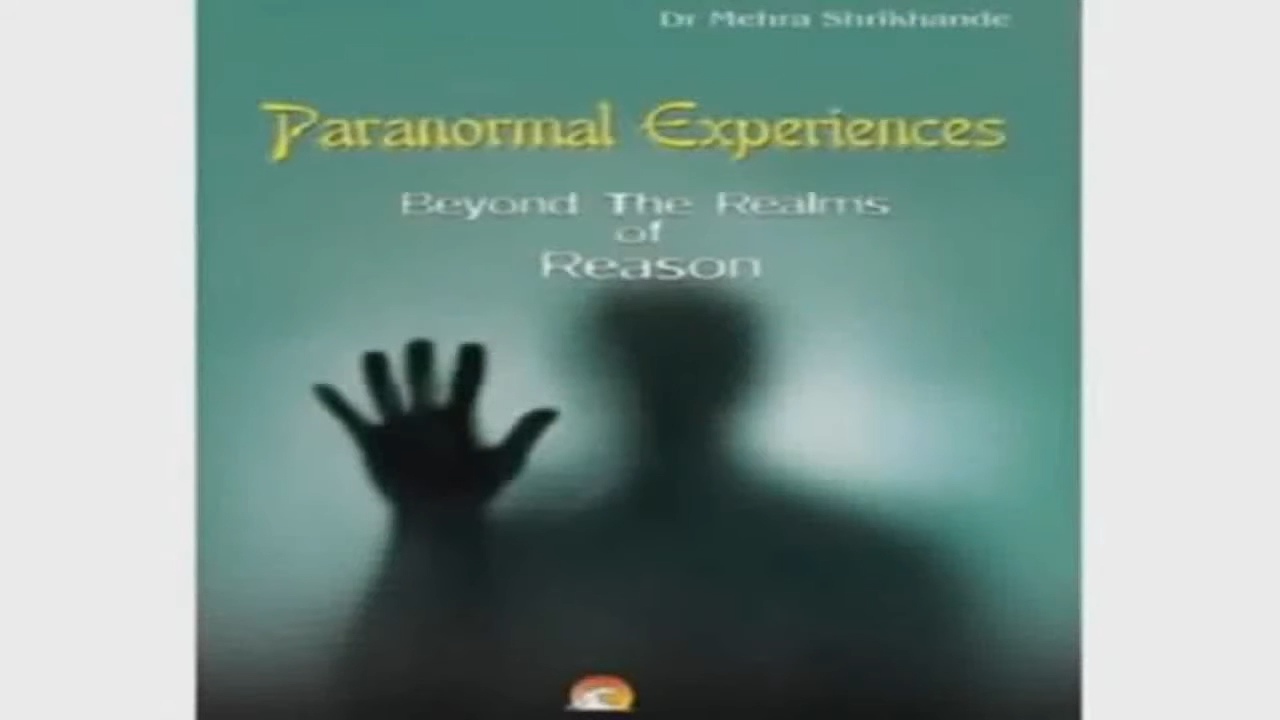 Dr Mehra Shrikhande
Paranormal Experiences
Beyond The Realms
of
Reason